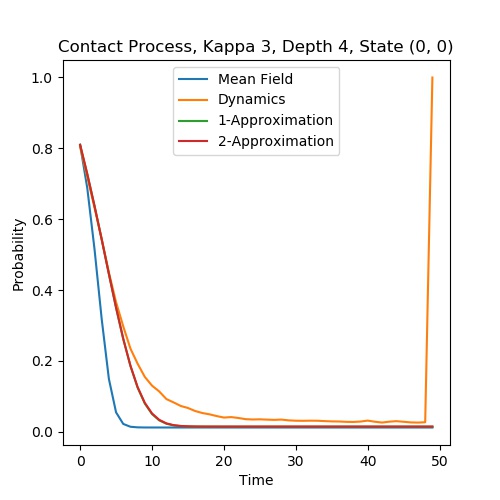 Contact Process, Kappa 3, Depth 4, State (0, 0)
Mean Field
Dynamics
1-Approximation
2-Approximation
1.0
0.8
0.6
0.4
0.2
0.0
Probability
0 10 20 30 40 50
Time